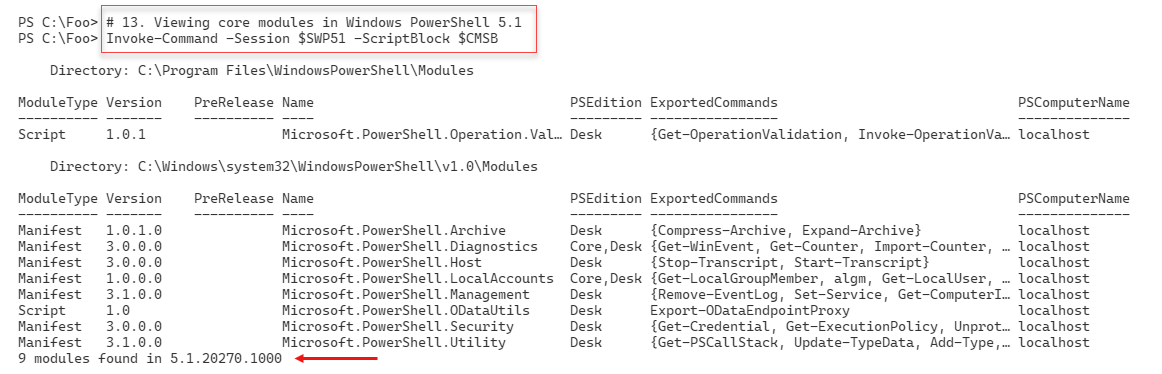 PS C:\Foo> # 13. Viewing core modules in Windows PowerShell 5.1
PS C:\Foo> Invoke-Command -Session $SWP51 -ScriptBlock $CMSB
Directory: C:\Program Files\WindowsPowerShell\Modules
ModuleType Version PreRelease Name PSEdition ExportedCommands PSComputerName
---------- ------- ---------- ---- --------- ---------------- --------------
Script 1.0.1 Microsoft.PowerShell.Operation.Val… Desk {Get-OperationValidation, Invoke-OperationVa… localhost
Directory: C:\Windows\system32\WindowsPowerShell\v1.0\Modules
ModuleType Version PreRelease Name PSEdition ExportedCommands PSComputerName
---------- ------- ---------- ---- --------- ---------------- --------------
Manifest 1.0.1.0 Microsoft.PowerShell.Archive Desk {Compress-Archive, Expand-Archive} localhost
Manifest 3.0.0.0 Microsoft.PowerShell.Diagnostics Core,Desk {Get-WinEvent, Get-Counter, Import-Counter, … localhost
Manifest 3.0.0.0 Microsoft.PowerShell.Host Desk {Stop-Transcript, Start-Transcript} localhost
Manifest 1.0.0.0 Microsoft.PowerShell.LocalAccounts Core,Desk {Get-LocalGroupMember, algm, Get-LocalUser, … localhost
Manifest 3.1.0.0 Microsoft.PowerShell.Management Desk {Remove-EventLog, Set-Service, Get-ComputerI… localhost
Script 1.0 Microsoft.PowerShell.ODataUtils Desk Export-ODataEndpointProxy localhost
Manifest 3.0.0.0 Microsoft.PowerShell.Security Desk {Get-Credential, Get-ExecutionPolicy, Unprot… localhost
Manifest 3.1.0.0 Microsoft.PowerShell.Utility Desk {Get-PSCallStack, Update-TypeData, Add-Type,… localhost
9 modules found in 5.1.20270.1000